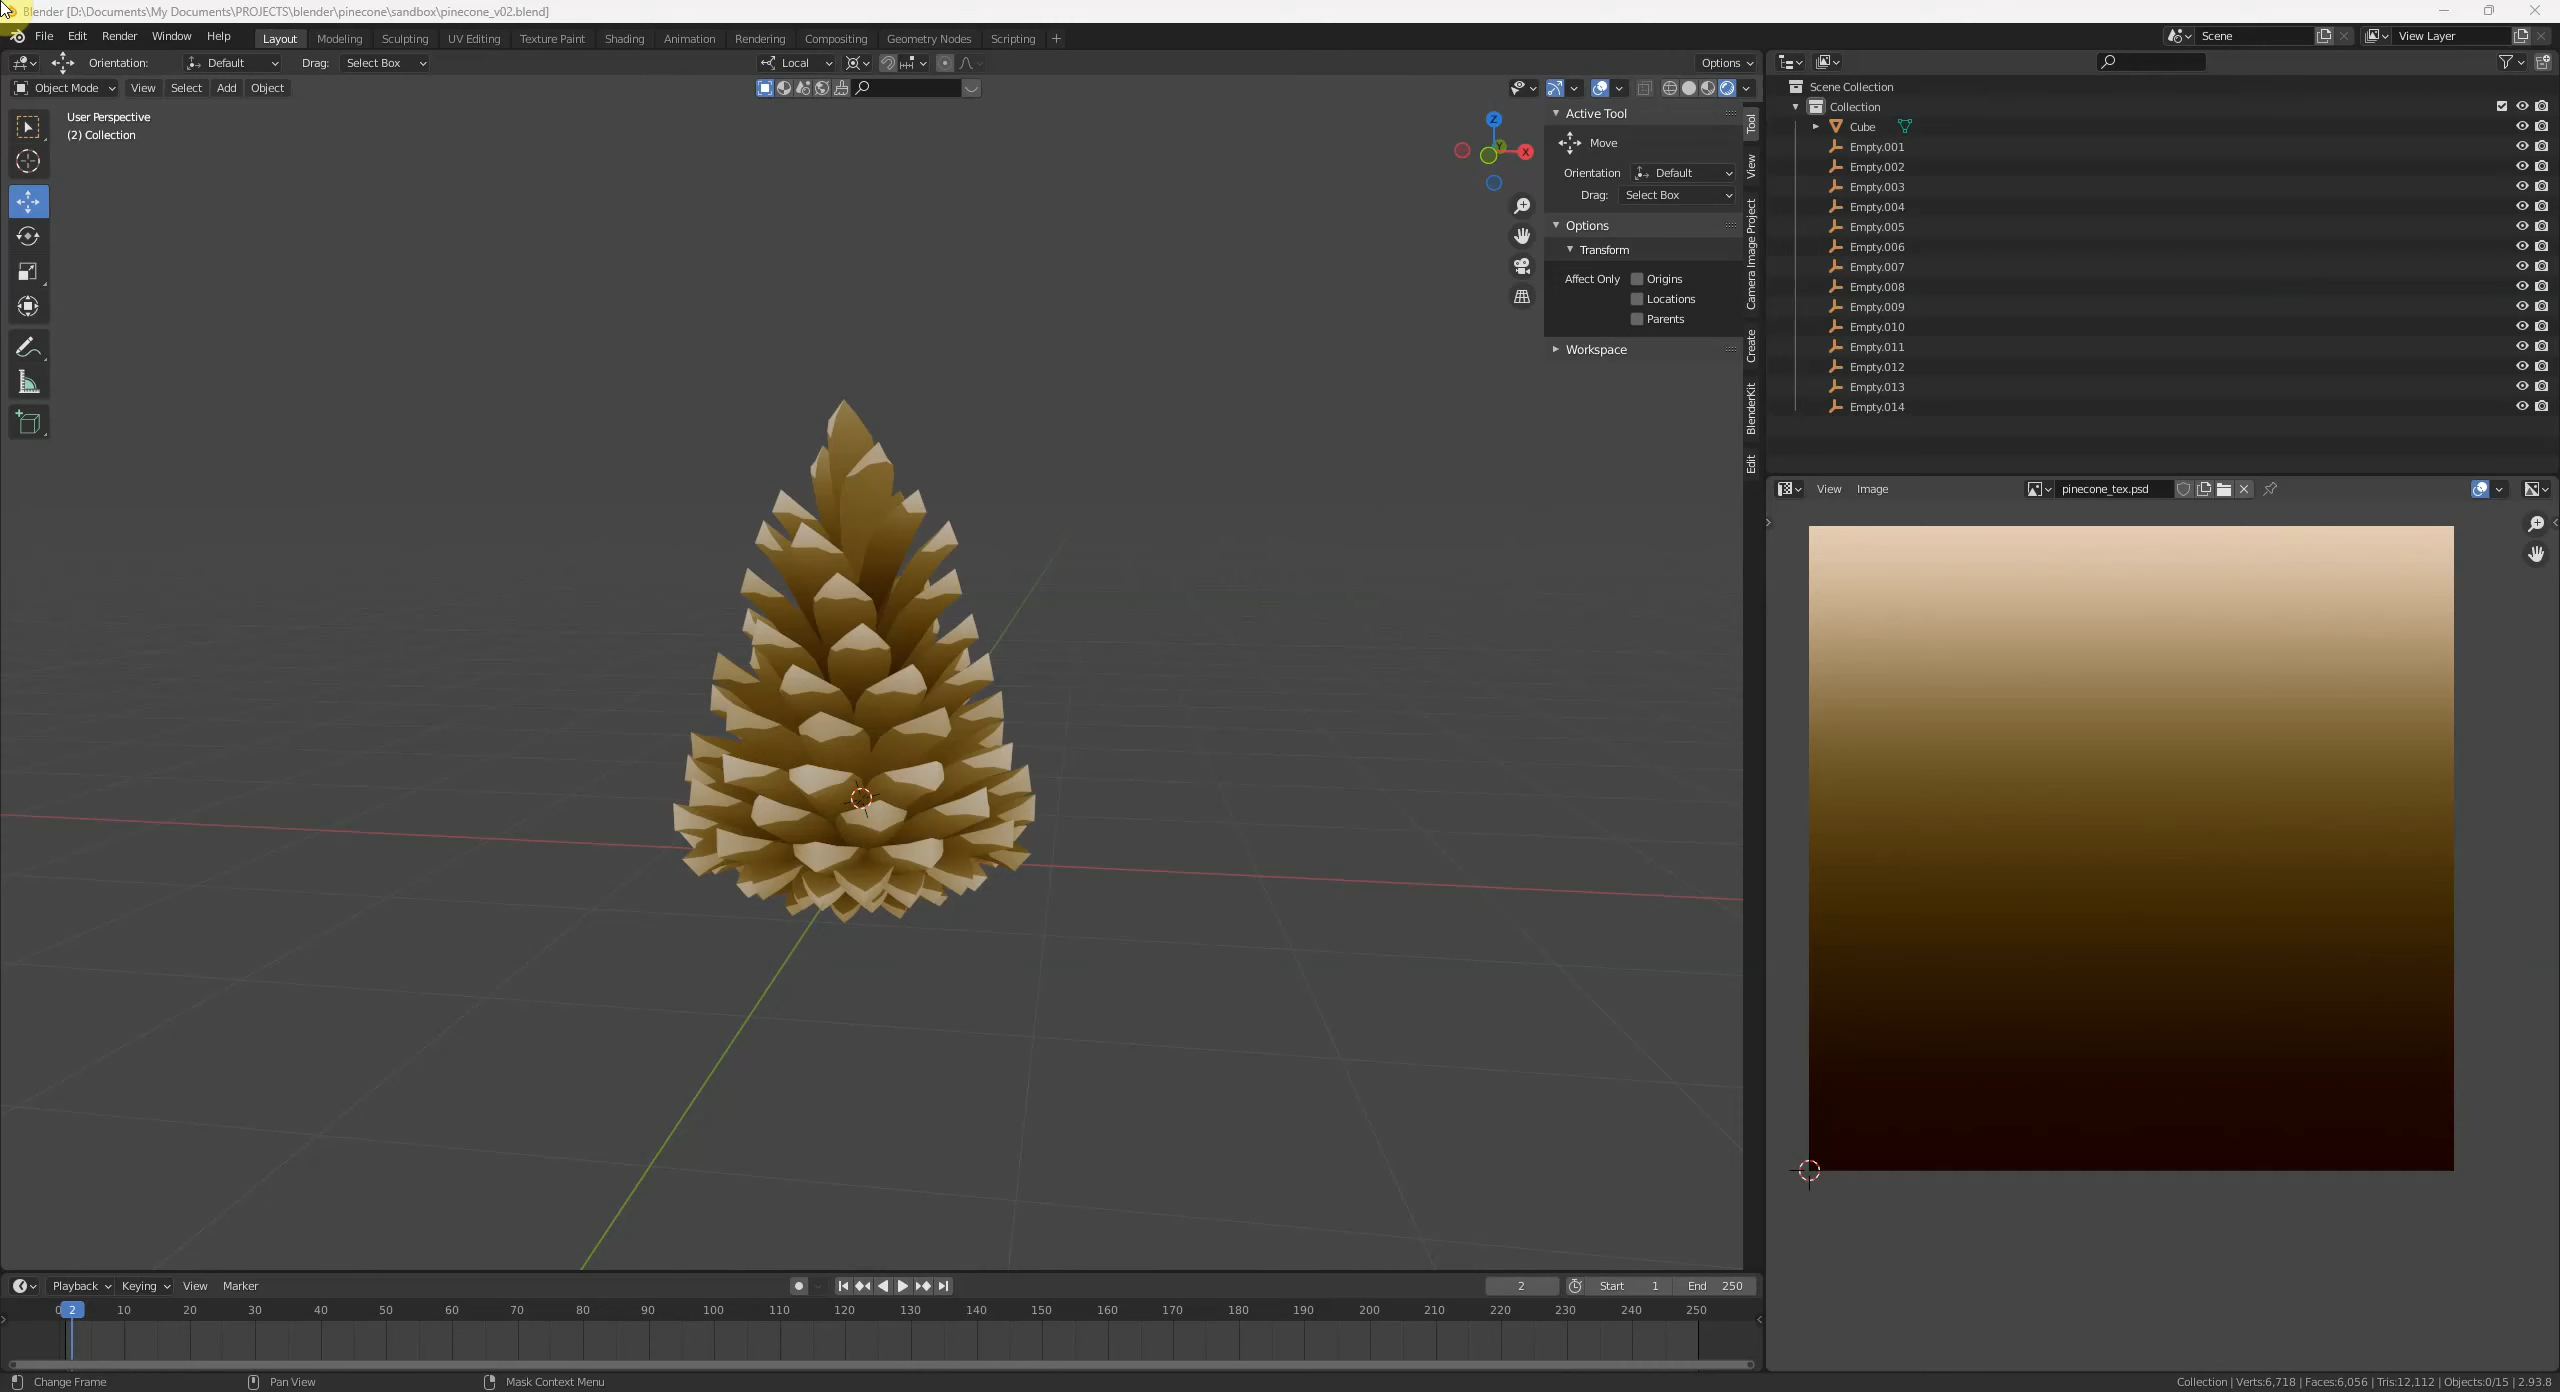 Blender [D:\Documents\My Documents\PROJECTS\blender\pinecone\sandbox\pinecone_v02.blend]
File Edit Render Window Help Layout Modeling Sculpting UV Editing Texture Paint Shading Animation Rendering Compositing Geometry Nodes Scripting + Scene View Layer
Orientation: Default Drag: Select Box Local Options
Object Mode View Select Add Object
User Perspective
(2) Collection
Z
Y
X
Active Tool
Move
Orientation Default
Drag: Select Box
Options
Transform
Affect Only Origins
Locations
Parents
Workspace
Tool
View
Camera Image Project
Create
BlenderKit
Edit
Scene Collection
Collection
Cube
Empty.001
Empty.002
Empty.003
Empty.004
Empty.005
Empty.006
Empty.007
Empty.008
Empty.009
Empty.010
Empty.011
Empty.012
Empty.013
Empty.014
View Image pinecone_tex.psd
Playback Keying View Marker 2 Start 1 End 250
0 2 10 20 30 40 50 60 70 80 90 100 110 120 130 140 150 160 170 180 190 200 210 220 230 240 250
Change Frame Pan View Mask Context Menu Collection | Verts:6,718 | Faces:6,056 | Tris:12,112 | Objects:0/15 | 2.93.8